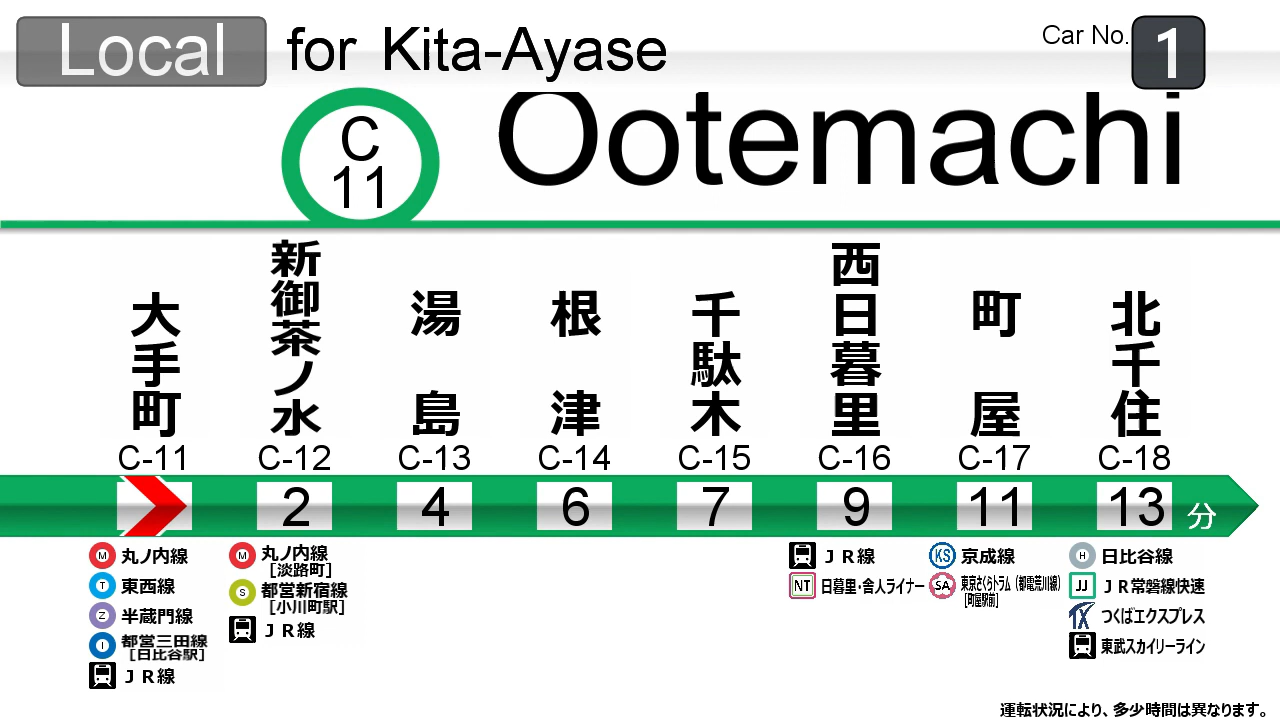 Local for Kita-Ayase
Car No. 1
C
11
Ootemachi
大手町
新御茶ノ水
湯島
根津
千駄木
西日暮里
町屋
北千住
C-11 C-12 C-13 C-14 C-15 C-16 C-17 C-18
2 4 6 7 9 11 13 分
M 丸ノ内線
T 東西線
Z 半蔵門線
I 都営三田線
[日比谷駅]
ＪＲ線
M 丸ノ内線
[淡路町]
S 都営新宿線
[小川町駅]
ＪＲ線
ＪＲ線
NT 日暮里・舎人ライナー
KS 京成線
SA 東京さくらトラム（都電荒川線）
[町屋駅前]
H 日比谷線
JJ ＪＲ常磐線快速
TX つくばエクスプレス
東武スカイツリーライン
運転状況により、多少時間は異なります。